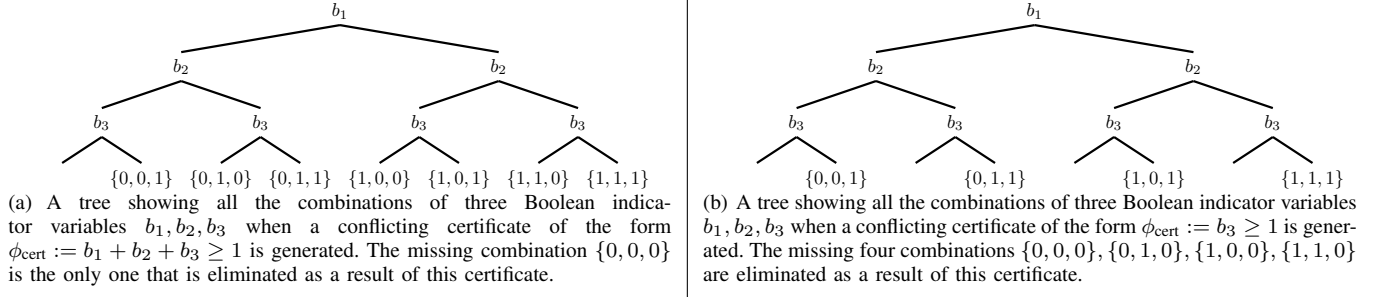 b₁
b₂ b₂
b₃ b₃ b₃ b₃
{0, 0, 1} {0, 1, 0} {0, 1, 1} {1, 0, 0} {1, 0, 1} {1, 1, 0} {1, 1, 1}
(a) A tree showing all the combinations of three Boolean indica-
tor variables b₁, b₂, b₃ when a conflicting certificate of the form
ϕcert := b₁ + b₂ + b₃ ≥ 1 is generated. The missing combination {0, 0, 0}
is the only one that is eliminated as a result of this certificate.
b₁
b₂ b₂
b₃ b₃ b₃ b₃
{0, 0, 1} {0, 1, 1} {1, 0, 1} {1, 1, 1}
(b) A tree showing all the combinations of three Boolean indicator variables
b₁, b₂, b₃ when a conflicting certificate of the form ϕcert := b₃ ≥ 1 is gener-
ated. The missing four combinations {0, 0, 0}, {0, 1, 0}, {1, 0, 0}, {1, 1, 0}
are eliminated as a result of this certificate.